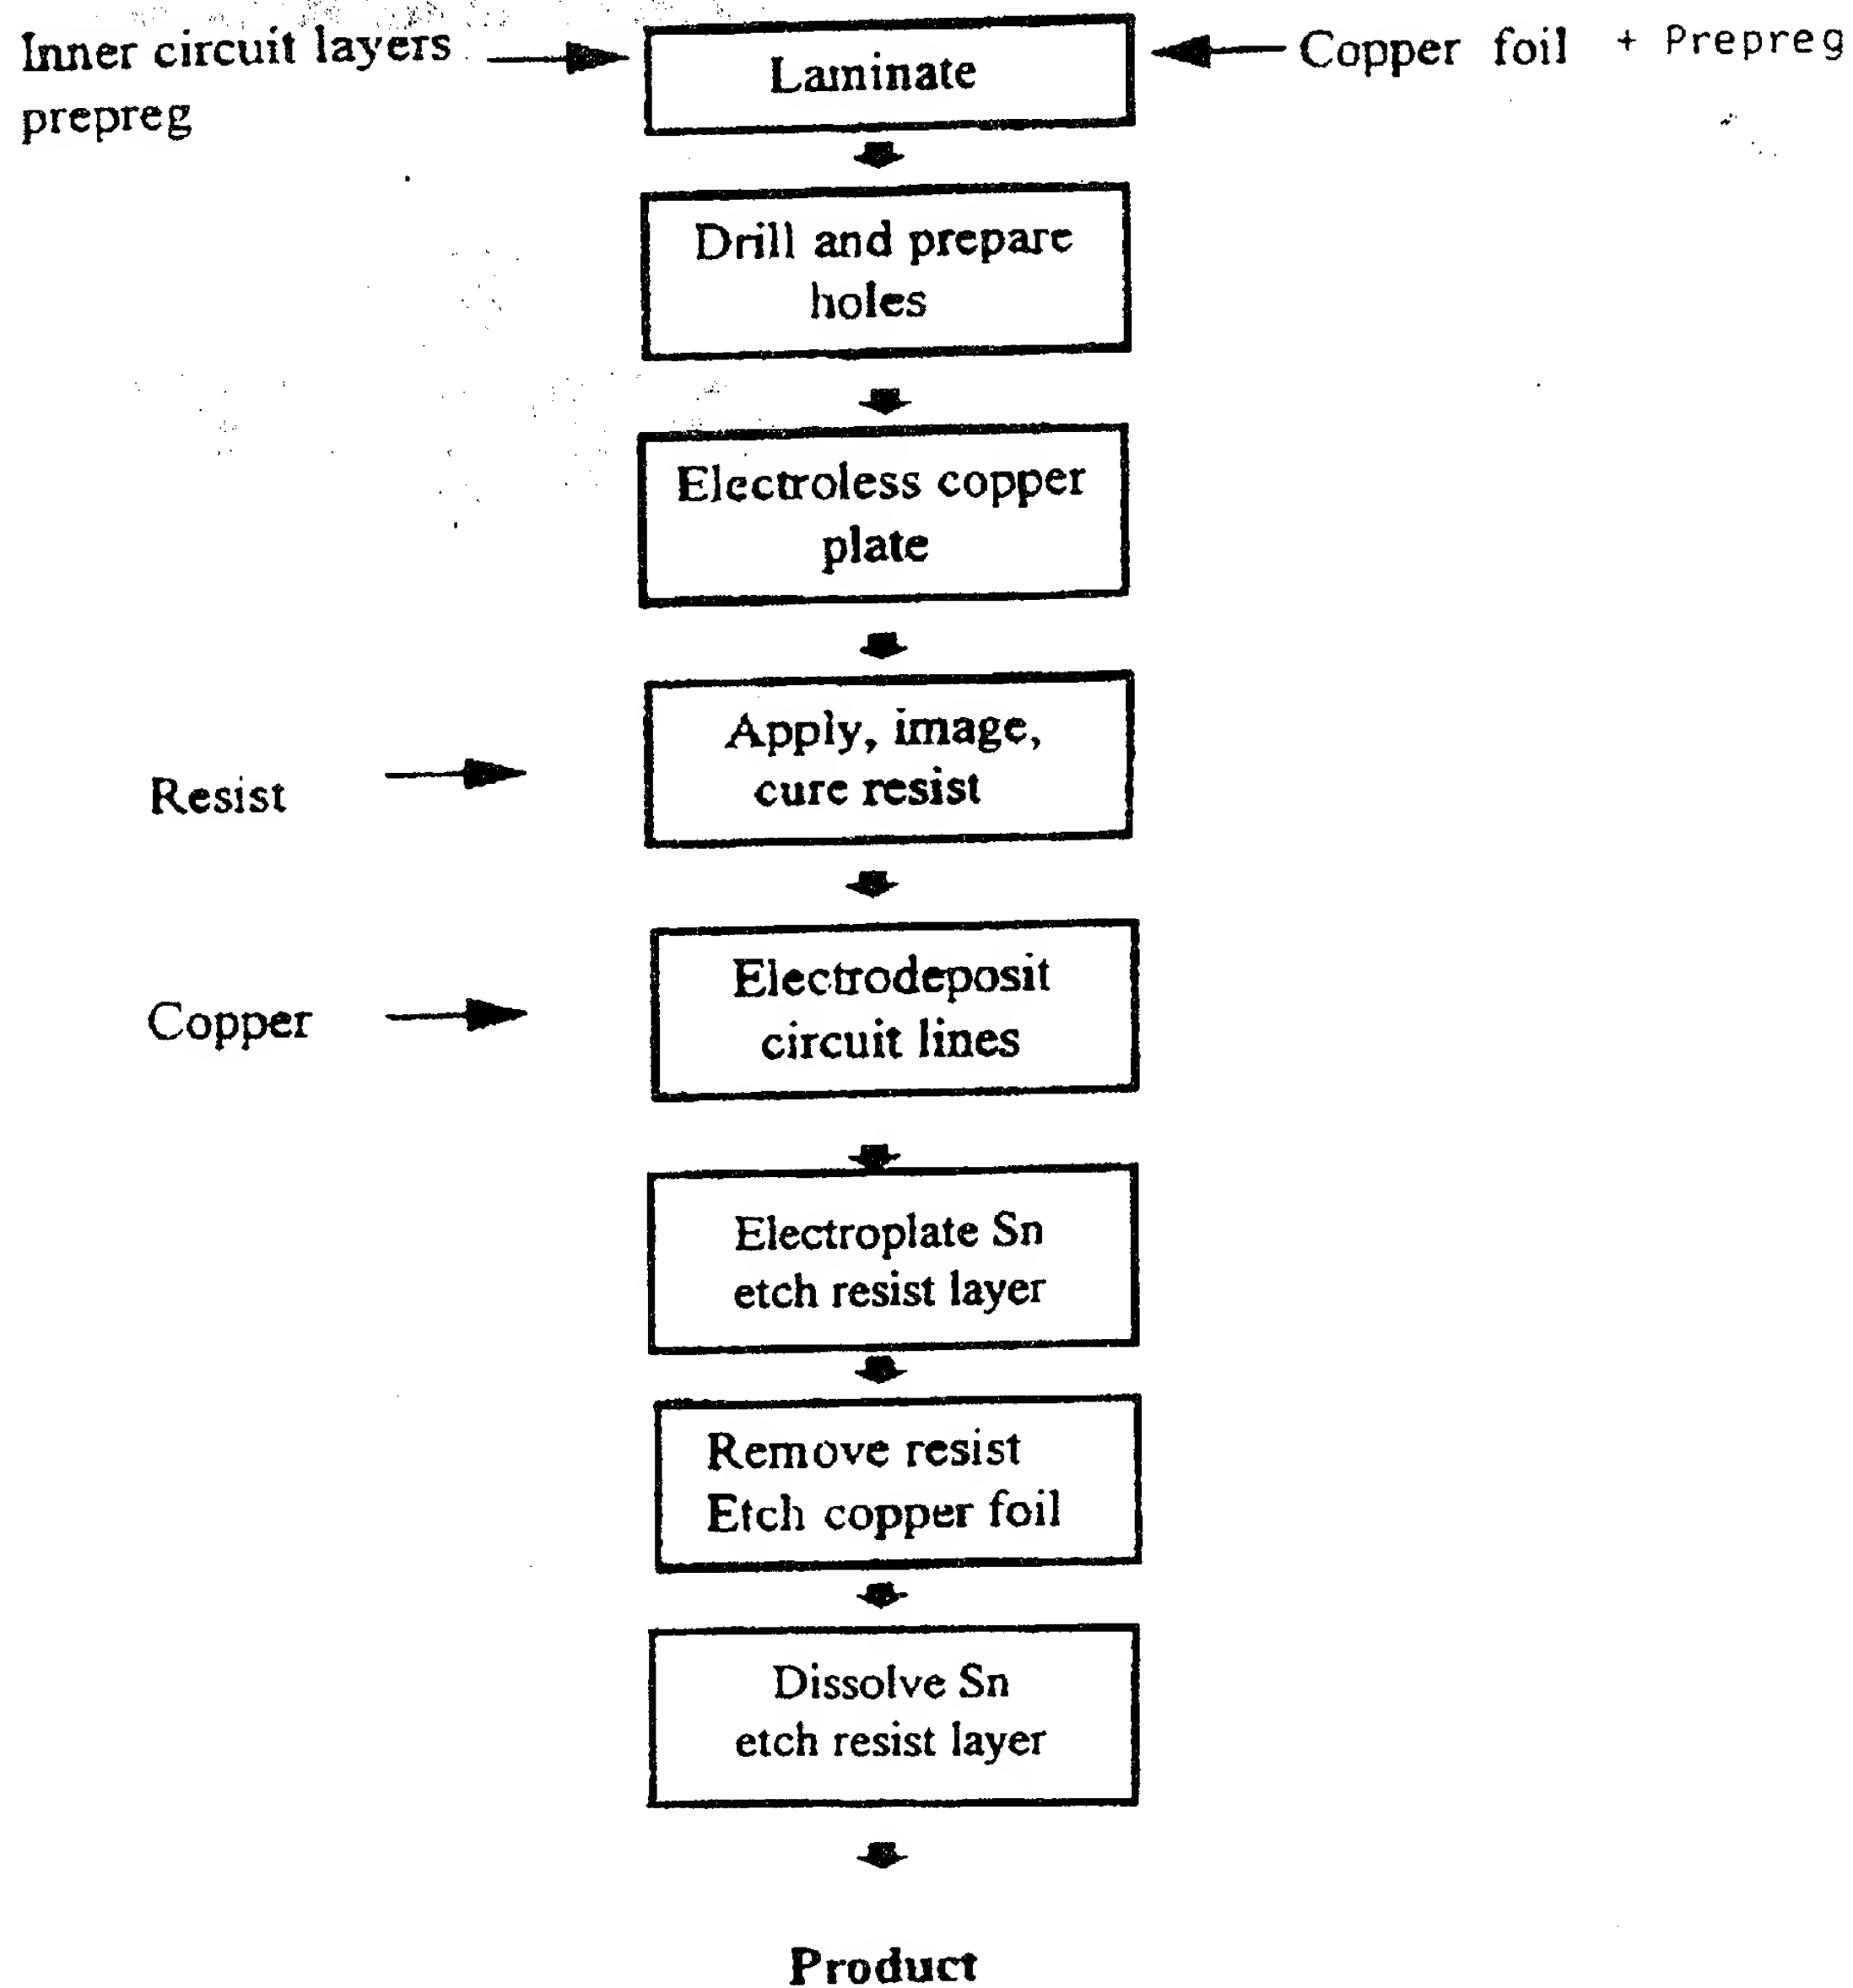 Inner circuit layers
prepreg
Laminate
Copper foil + Prepreg
Drill and prepare
holes
Electroless copper
plate
Apply, image,
cure resist
Resist
Electrodeposit
circuit lines
Copper
Electroplate Sn
etch resist layer
Remove resist
Etch copper foil
Dissolve Sn
etch resist layer
Product